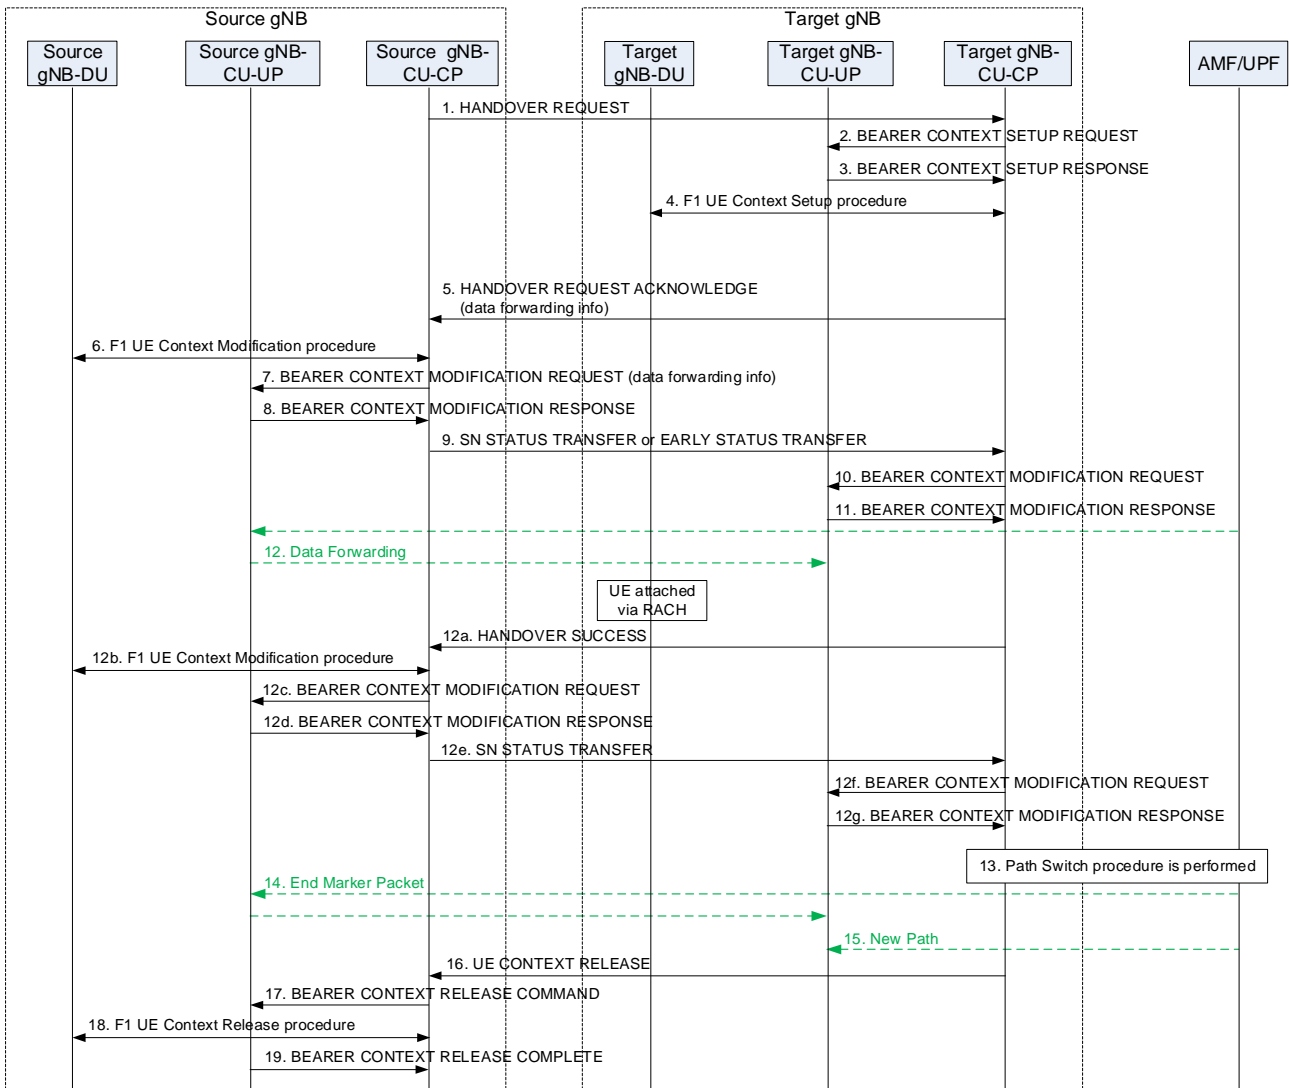 Source gNB
Target gNB
Source
gNB-DU
Source gNB-
CU-UP
Source gNB-
CU-CP
Target
gNB-DU
Target gNB-
CU-UP
Target gNB-
CU-CP
AMF/UPF
1. HANDOVER REQUEST
2. BEARER CONTEXT SETUP REQUEST
3. BEARER CONTEXT SETUP RESPONSE
4. F1 UE Context Setup procedure
5. HANDOVER REQUEST ACKNOWLEDGE
(data forwarding info)
6. F1 UE Context Modification procedure
7. BEARER CONTEXT MODIFICATION REQUEST (data forwarding info)
8. BEARER CONTEXT MODIFICATION RESPONSE
9. SN STATUS TRANSFER or EARLY STATUS TRANSFER
10. BEARER CONTEXT MODIFICATION REQUEST
11. BEARER CONTEXT MODIFICATION RESPONSE
12. Data Forwarding
UE attached
via RACH
12a. HANDOVER SUCCESS
12b. F1 UE Context Modification procedure
12c. BEARER CONTEXT MODIFICATION REQUEST
12d. BEARER CONTEXT MODIFICATION RESPONSE
12e. SN STATUS TRANSFER
12f. BEARER CONTEXT MODIFICATION REQUEST
12g. BEARER CONTEXT MODIFICATION RESPONSE
13. Path Switch procedure is performed
14. End Marker Packet
15. New Path
16. UE CONTEXT RELEASE
17. BEARER CONTEXT RELEASE COMMAND
18. F1 UE Context Release procedure
19. BEARER CONTEXT RELEASE COMPLETE